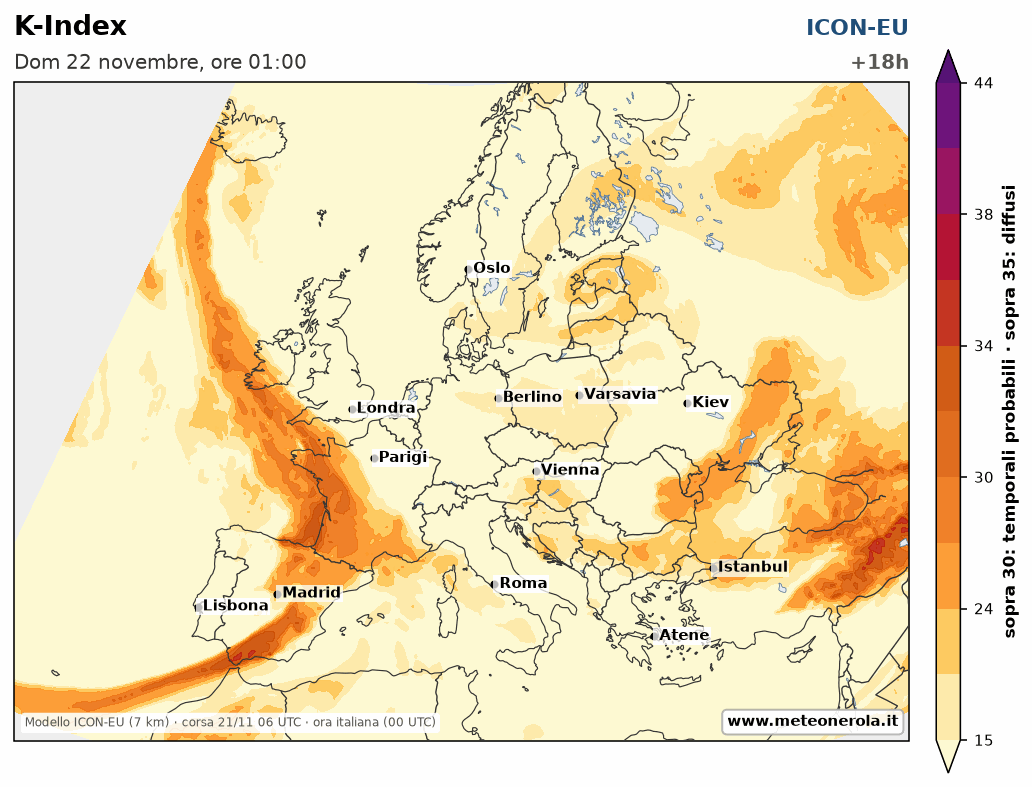 K-Index
ICON-EU
Dom 22 novembre, ore 01:00
+18h
44
38
34
30
24
15
sopra 30: temporali probabili · sopra 35: diffusi
Oslo
Londra
Berlino
Varsavia
Kiev
Parigi
Vienna
Istanbul
Roma
Madrid
Lisbona
Atene
Modello ICON-EU (7 km) · corsa 21/11 06 UTC · ora italiana (00 UTC)
www.meteonerola.it